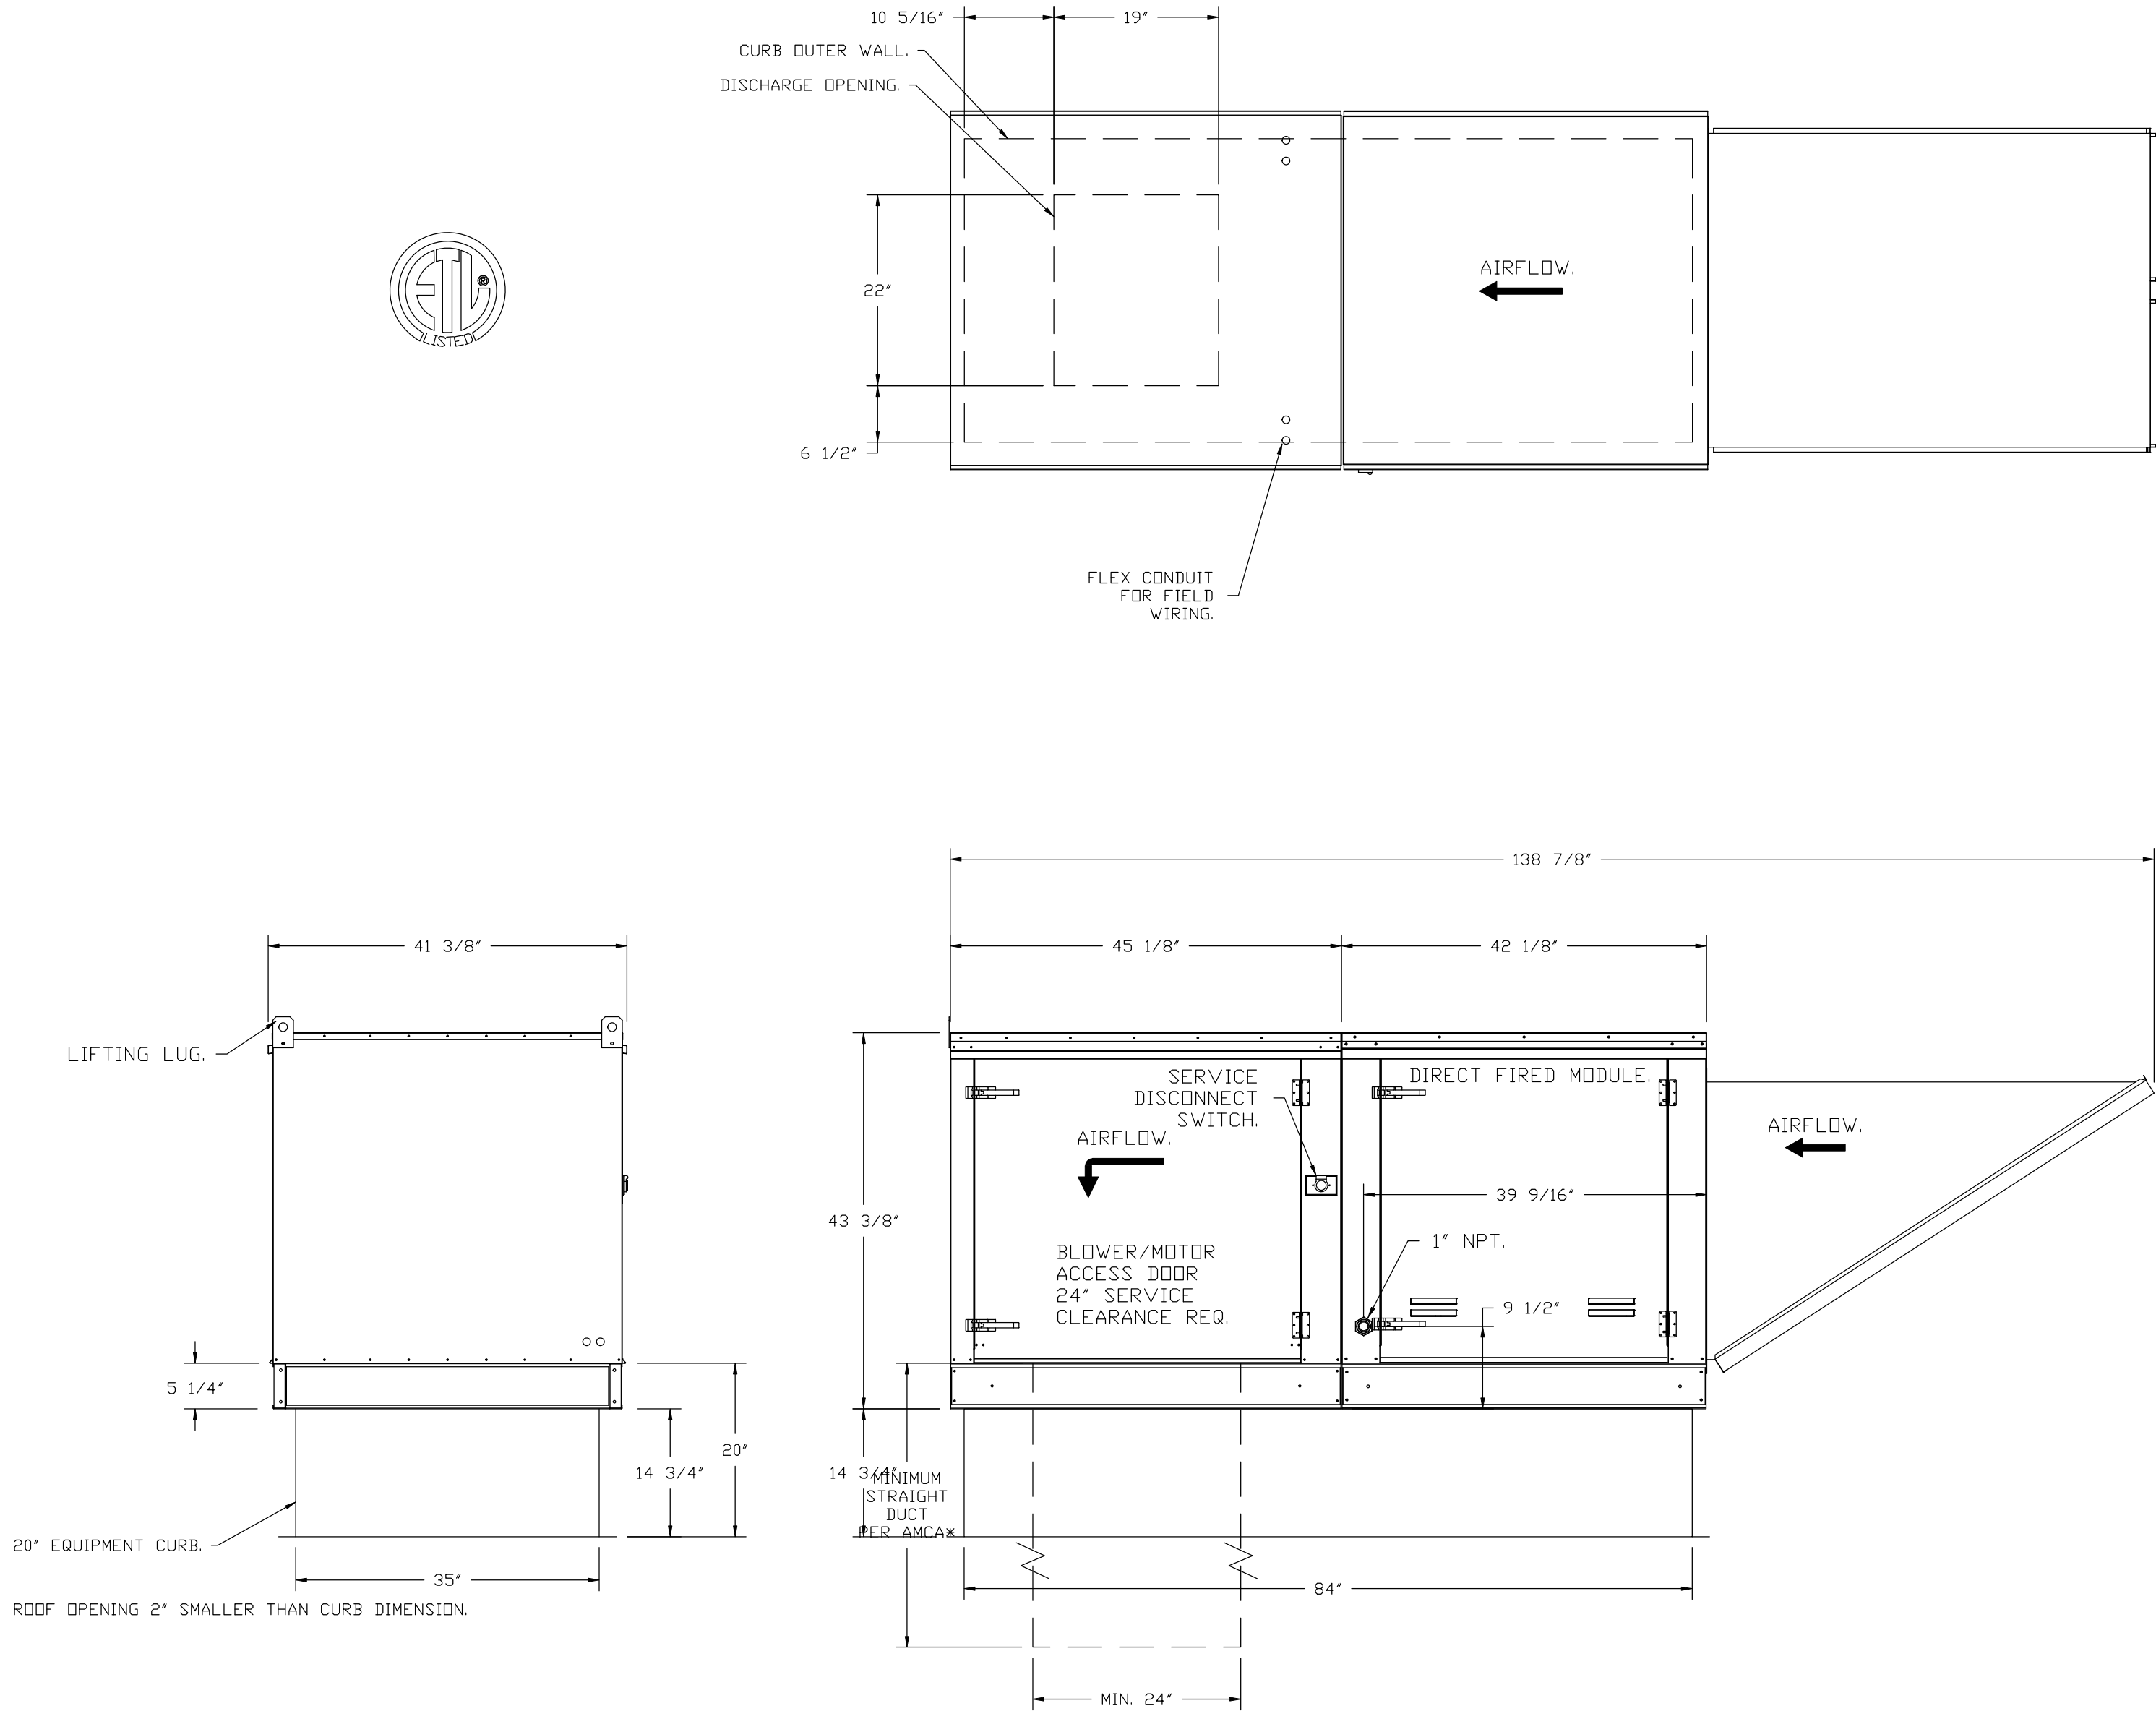 10 5/16"
19"
CURB OUTER WALL.
DISCHARGE OPENING.
22"
6 1/2"
AIRFLOW.
ETL
®
LISTED
FLEX CONDUIT
FOR FIELD
WIRING.
138 7/8"
41 3/8"
45 1/8"
42 1/8"
LIFTING LUG.
SERVICE
DISCONNECT
SWITCH.
DIRECT FIRED MODULE.
AIRFLOW.
AIRFLOW.
39 9/16"
43 3/8"
1" NPT.
BLOWER/MOTOR
ACCESS DOOR
24" SERVICE
CLEARANCE REQ.
9 1/2"
5 1/4"
20"
14 3/4"
14 3/4"
MINIMUM
STRAIGHT
DUCT
PER AMCA*
20" EQUIPMENT CURB.
35"
84"
ROOF OPENING 2" SMALLER THAN CURB DIMENSION.
MIN. 24"